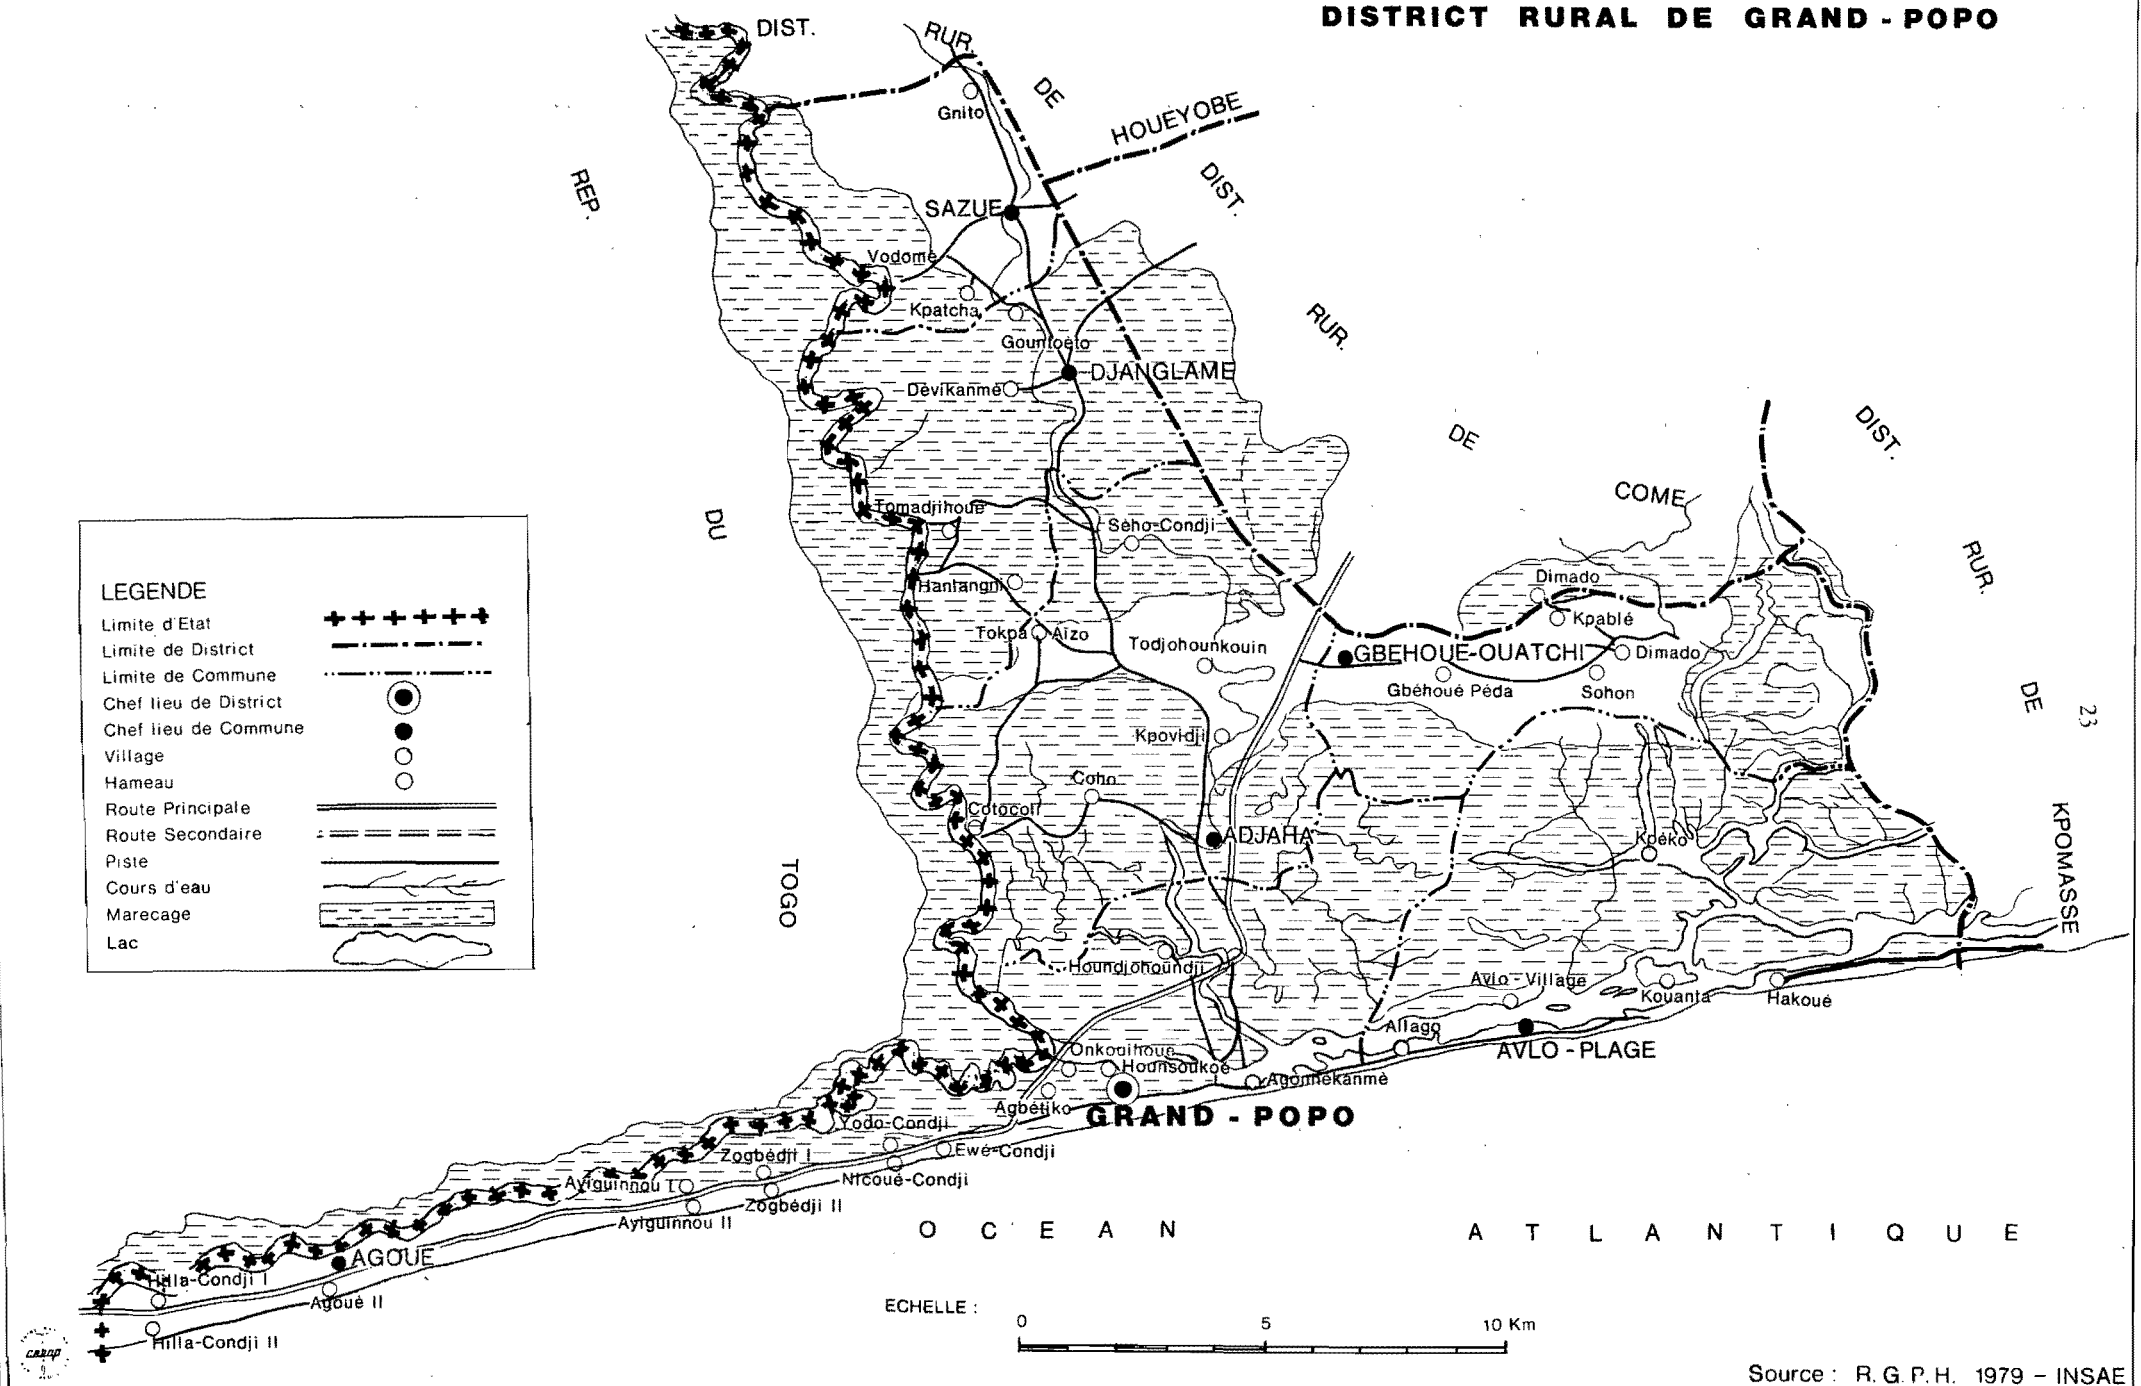 DISTRICT RURAL DE GRAND - POPO
DIST.
RUR.
DE
HOUEYOBE
Gnito
REP.
DU
TOGO
DIST.
RUR.
DE
COME
DIST.
RUR.
DE
KPOMASSE
23
SAZUE
Vodomé
Kpatcha
Gountoéto
DJANGLAME
Dévikanmé
Tomadjihoué
Seho-Condji
Hanlangni
Tokpa
Aïzo
Todjohounkouin
Dimado
Kpablé
GBEHOUE-OUATCHI
Dimado
Gbéhoué Péda
Sohon
Kpovidji
Coho
Cotocoli
ADJAHA
Kpéko
Houndjohoundji
Avlo - Village
Kouanta
Hakoué
Allago
AVLO - PLAGE
Onkouihoué
Hounsoukoé
Agonnekanmè
Agbétiko
GRAND - POPO
Yodo-Condji
Ewé-Condji
Zogbédji I
Nicoué-Condji
Ayiguinnou I
Zogbédji II
Ayiguinnou II
OCEAN ATLANTIQUE
AGOUE
Hilla-Condji I
Agoué II
Hilla-Condji II
LEGENDE
Limite d'Etat
Limite de District
Limite de Commune
Chef lieu de District
Chef lieu de Commune
Village
Hameau
Route Principale
Route Secondaire
Piste
Cours d'eau
Marecage
Lac
ECHELLE :
0 5 10 Km
Source : R. G. P. H. 1979 - INSAE